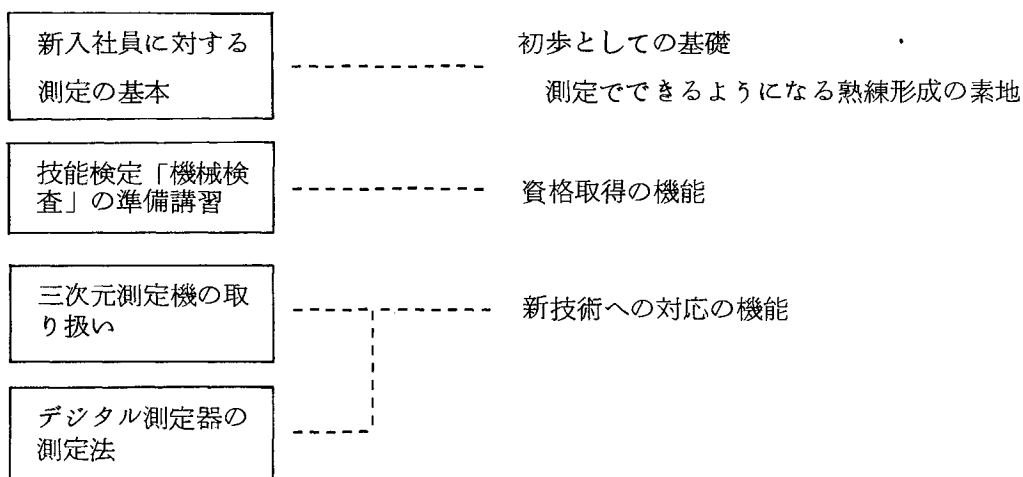 新入社員に対する
測定の基本
初歩としての基礎
測定でできるようになる熟練形成の素地
技能検定「機械検
査」の準備講習
資格取得の機能
三次元測定機の取
り扱い
新技術への対応の機能
デジタル測定器の
測定法